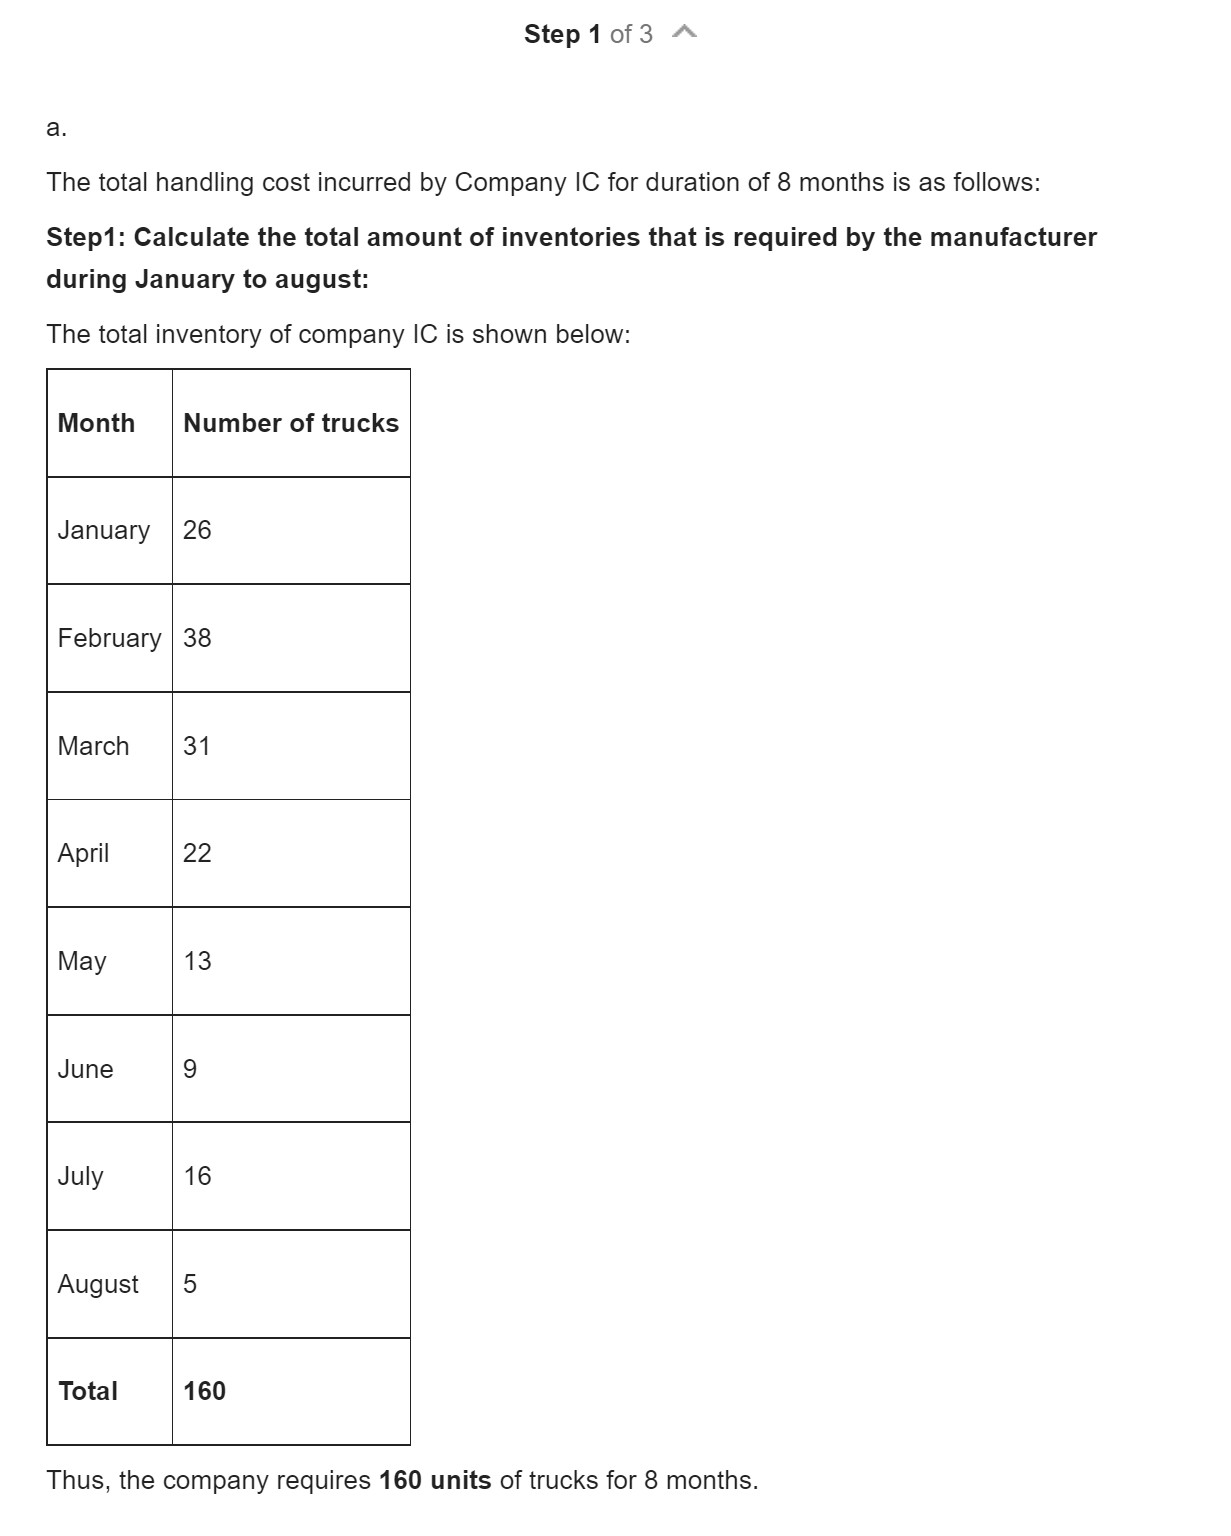 Step 1 of 3
a.
The total handling cost incurred by Company IC for duration of 8 months is as follows:
Step1: Calculate the total amount of inventories that is required by the manufacturer
during January to august:
The total inventory of company IC is shown below:
Month Number of trucks
January 26
February 38
March 31
April 22
May 13
June 9
July 16
August 5
Total 160
Thus, the company requires 160 units of trucks for 8 months.